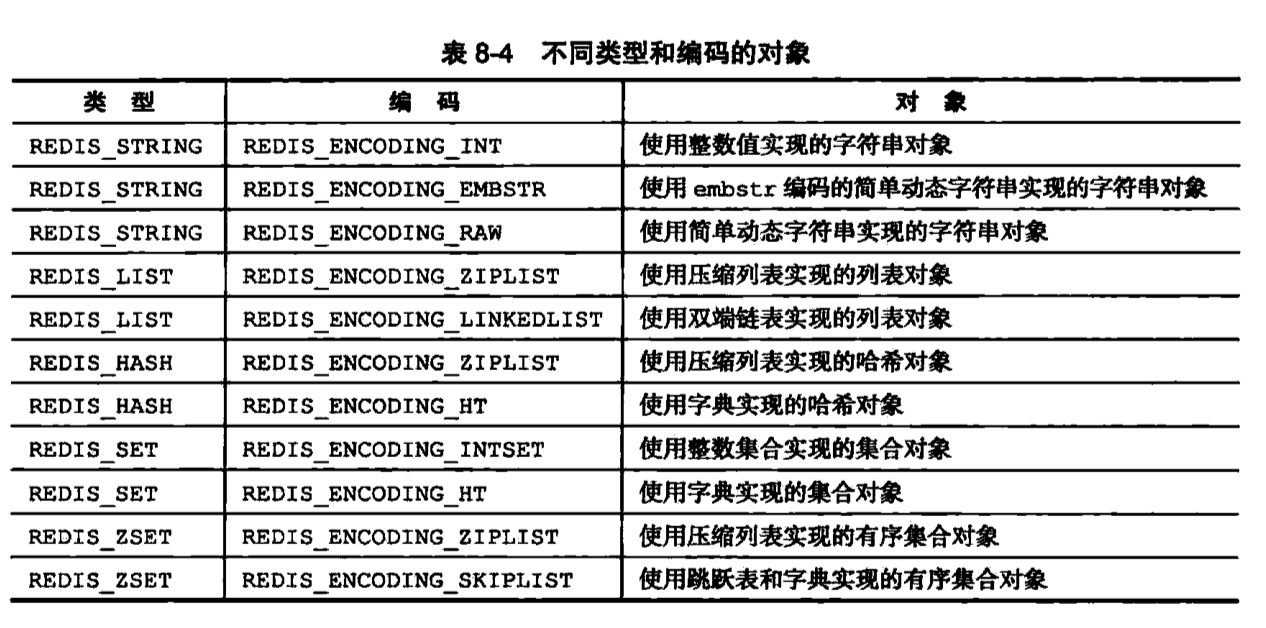 表 8-4 不同类型和编码的对象
类 型 编 码 对 象
REDIS_STRING REDIS_ENCODING_INT 使用整数值实现的字符串对象
REDIS_STRING REDIS_ENCODING_EMBSTR 使用 embstr 编码的简单动态字符串实现的字符串对象
REDIS_STRING REDIS_ENCODING_RAW 使用简单动态字符串实现的字符串对象
REDIS_LIST REDIS_ENCODING_ZIPLIST 使用压缩列表实现的列表对象
REDIS_LIST REDIS_ENCODING_LINKEDLIST 使用双端链表实现的列表对象
REDIS_HASH REDIS_ENCODING_ZIPLIST 使用压缩列表实现的哈希对象
REDIS_HASH REDIS_ENCODING_HT 使用字典实现的哈希对象
REDIS_SET REDIS_ENCODING_INTSET 使用整数集合实现的集合对象
REDIS_SET REDIS_ENCODING_HT 使用字典实现的集合对象
REDIS_ZSET REDIS_ENCODING_ZIPLIST 使用压缩列表实现的有序集合对象
REDIS_ZSET REDIS_ENCODING_SKIPLIST 使用跳跃表和字典实现的有序集合对象